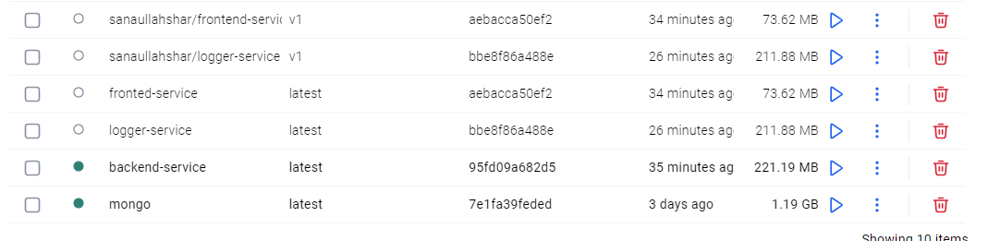 sanaullahshar/frontend-servic v1 aebacca50ef2 34 minutes ag 73.62 MB
sanaullahshar/logger-service v1 bbe8f86a488e 26 minutes ag 211.88 MB
fronted-service latest aebacca50ef2 34 minutes ag 73.62 MB
logger-service latest bbe8f86a488e 26 minutes ag 211.88 MB
backend-service latest 95fd09a682d5 35 minutes ag 221.19 MB
mongo latest 7e1fa39feded 3 days ago 1.19 GB
Showing 10 items